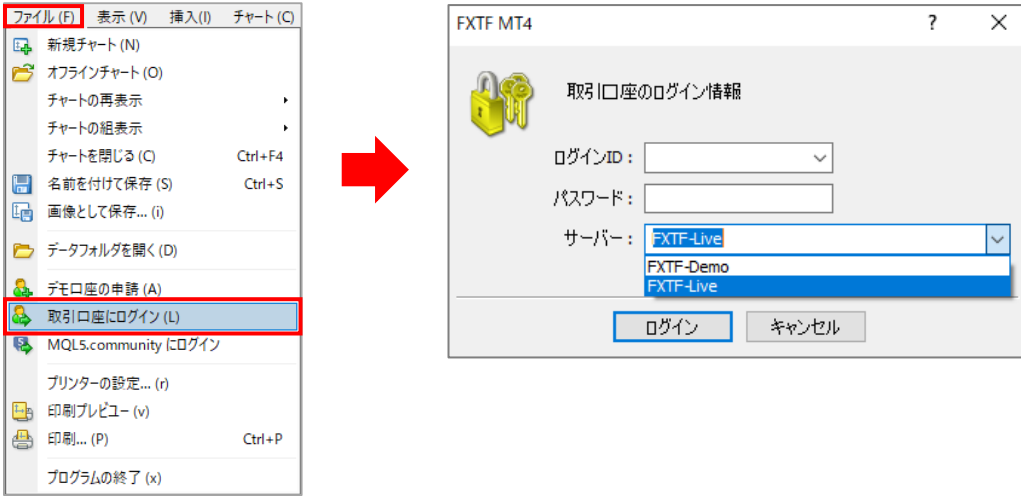 ファイル (F) 表示 (V) 挿入(I) チャート (C)
新規チャート (N)
オフラインチャート (O)
チャートの再表示
チャートの組表示
チャートを閉じる (C) Ctrl+F4
名前を付けて保存 (S) Ctrl+S
画像として保存... (i)
データフォルダを開く (D)
デモ口座の申請 (A)
取引口座にログイン (L)
MQL5.community にログイン
プリンターの設定... (r)
印刷プレビュー (v)
印刷... (P) Ctrl+P
プログラムの終了 (x)
FXTF MT4 ?
取引口座のログイン情報
ログインID :
パスワード :
サーバー : FXTF-Live
FXTF-Demo
FXTF-Live
ログイン キャンセル